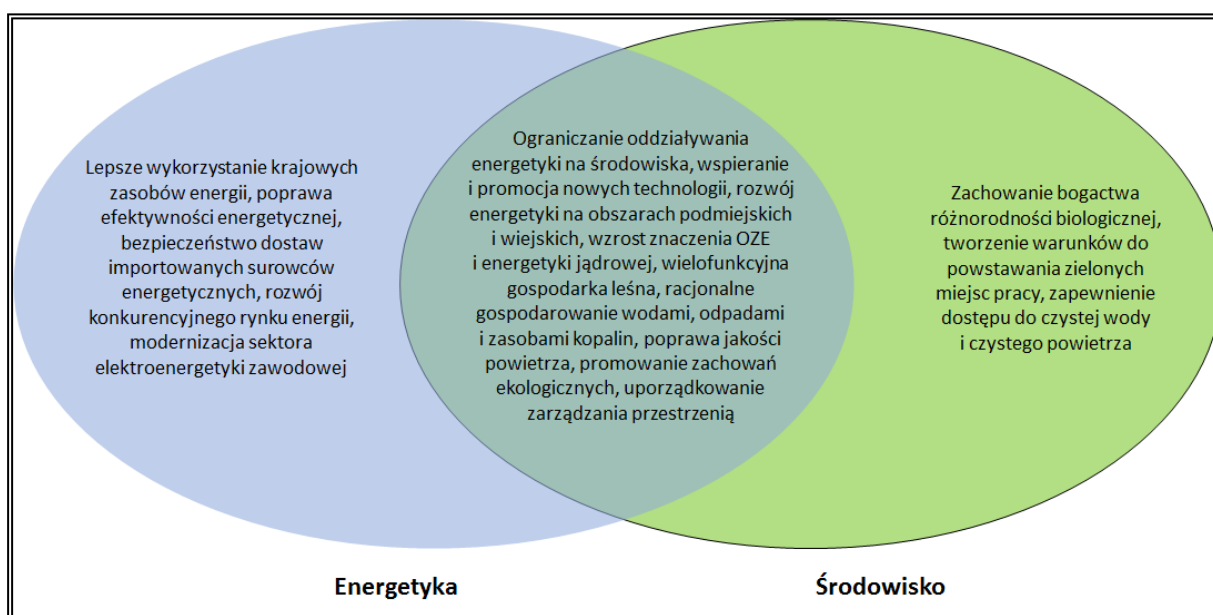 Lepsze wykorzystanie krajowych
zasobów energii, poprawa
efektywności energetycznej,
bezpieczeństwo dostaw
importowanych surowców
energetycznych, rozwój
konkurencyjnego rynku energii,
modernizacja sektora
elektroenergetyki zawodowej
Ograniczanie oddziaływania
energetyki na środowiska, wspieranie
i promocja nowych technologii, rozwój
energetyki na obszarach podmiejskich
i wiejskich, wzrost znaczenia OZE
i energetyki jądrowej, wielofunkcyjna
gospodarka leśna, racjonalne
gospodarowanie wodami, odpadami
i zasobami kopalin, poprawa jakości
powietrza, promowanie zachowań
ekologicznych, uporządkowanie
zarządzania przestrzenią
Zachowanie bogactwa
różnorodności biologicznej,
tworzenie warunków do
powstawania zielonych
miejsc pracy, zapewnienie
dostępu do czystej wody
i czystego powietrza
Energetyka
Środowisko